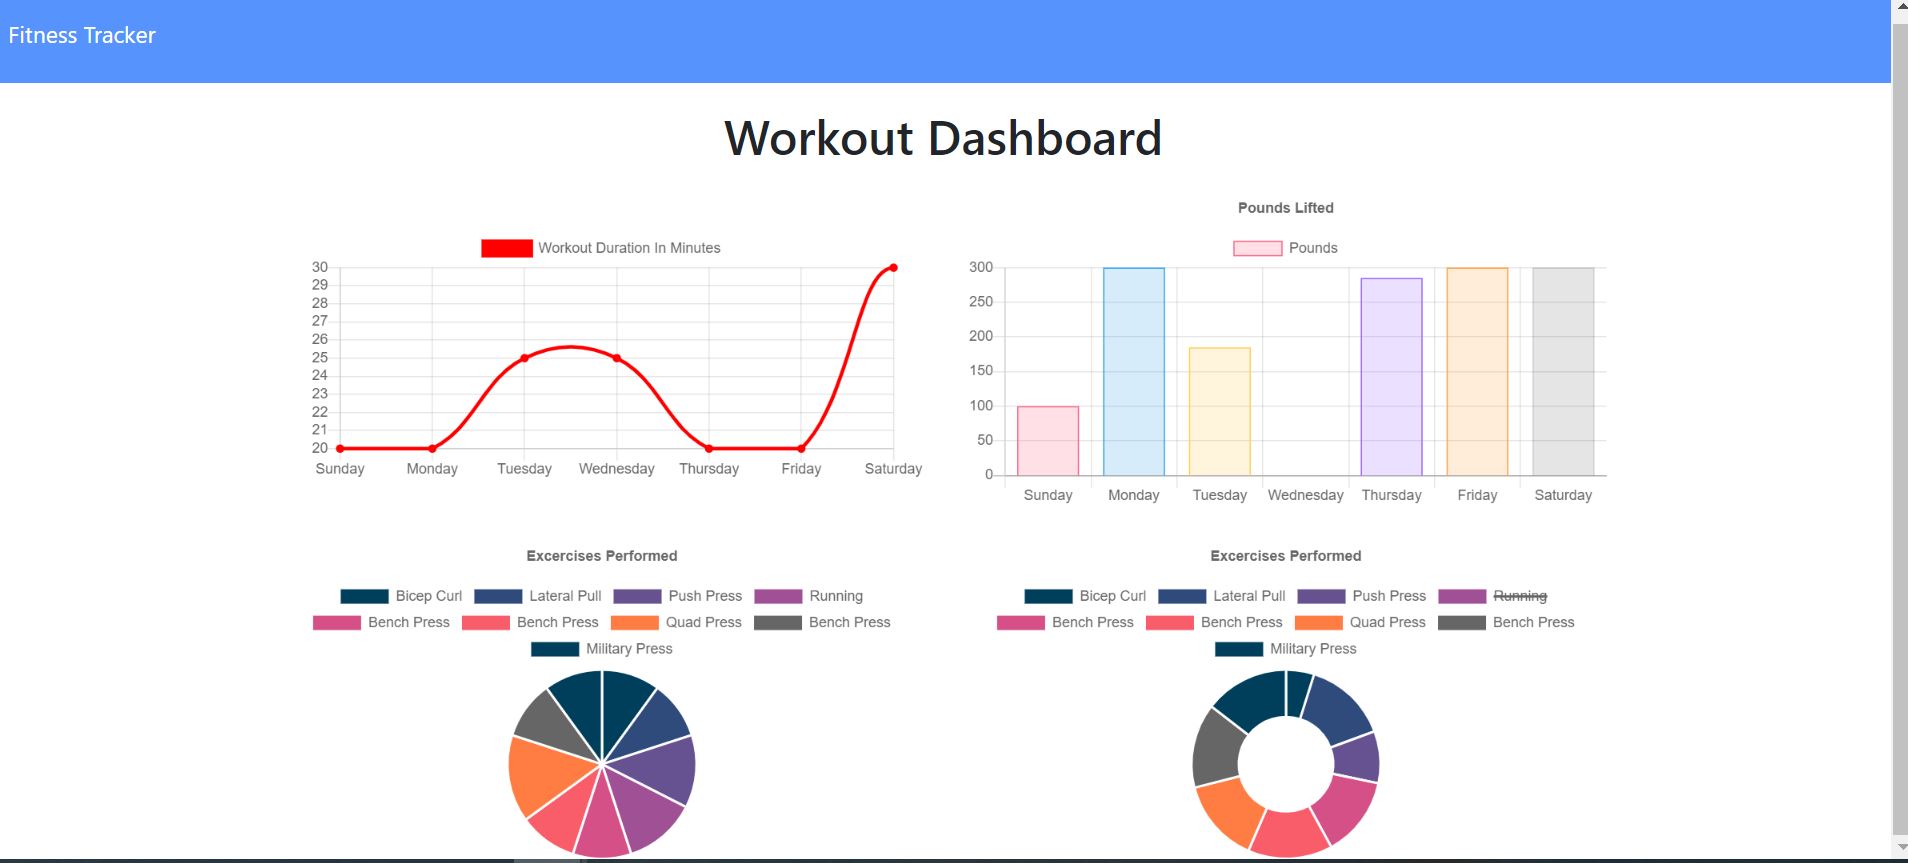 Fitness Tracker
Workout Dashboard
Workout Duration In Minutes
30
29
28
27
26
25
24
23
22
21
20
Sunday Monday Tuesday Wednesday Thursday Friday Saturday
Pounds Lifted
Pounds
300
250
200
150
100
50
0
Sunday Monday Tuesday Wednesday Thursday Friday Saturday
Excercises Performed
Bicep Curl Lateral Pull Push Press Running
Bench Press Bench Press Quad Press Bench Press
Military Press
Excercises Performed
Bicep Curl Lateral Pull Push Press Running
Bench Press Bench Press Quad Press Bench Press
Military Press